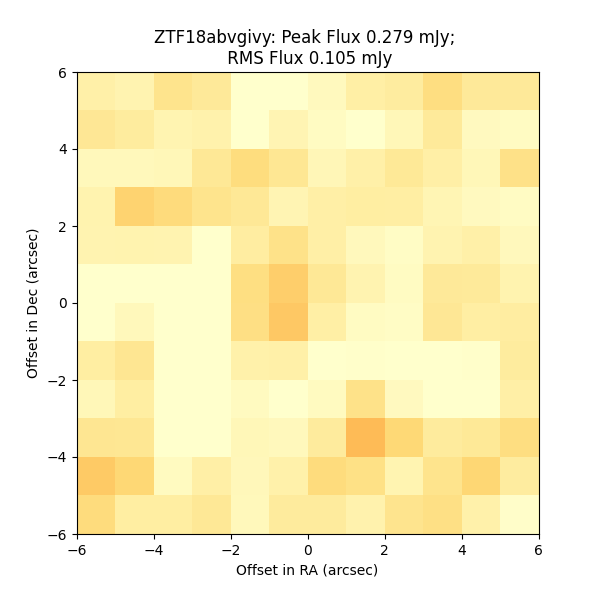 ZTF18abvgivy: Peak Flux 0.279 mJy;
RMS Flux 0.105 mJy
6
4
2
0
−2
−4
−6
Offset in Dec (arcsec)
−6 −4 −2 0 2 4 6
Offset in RA (arcsec)